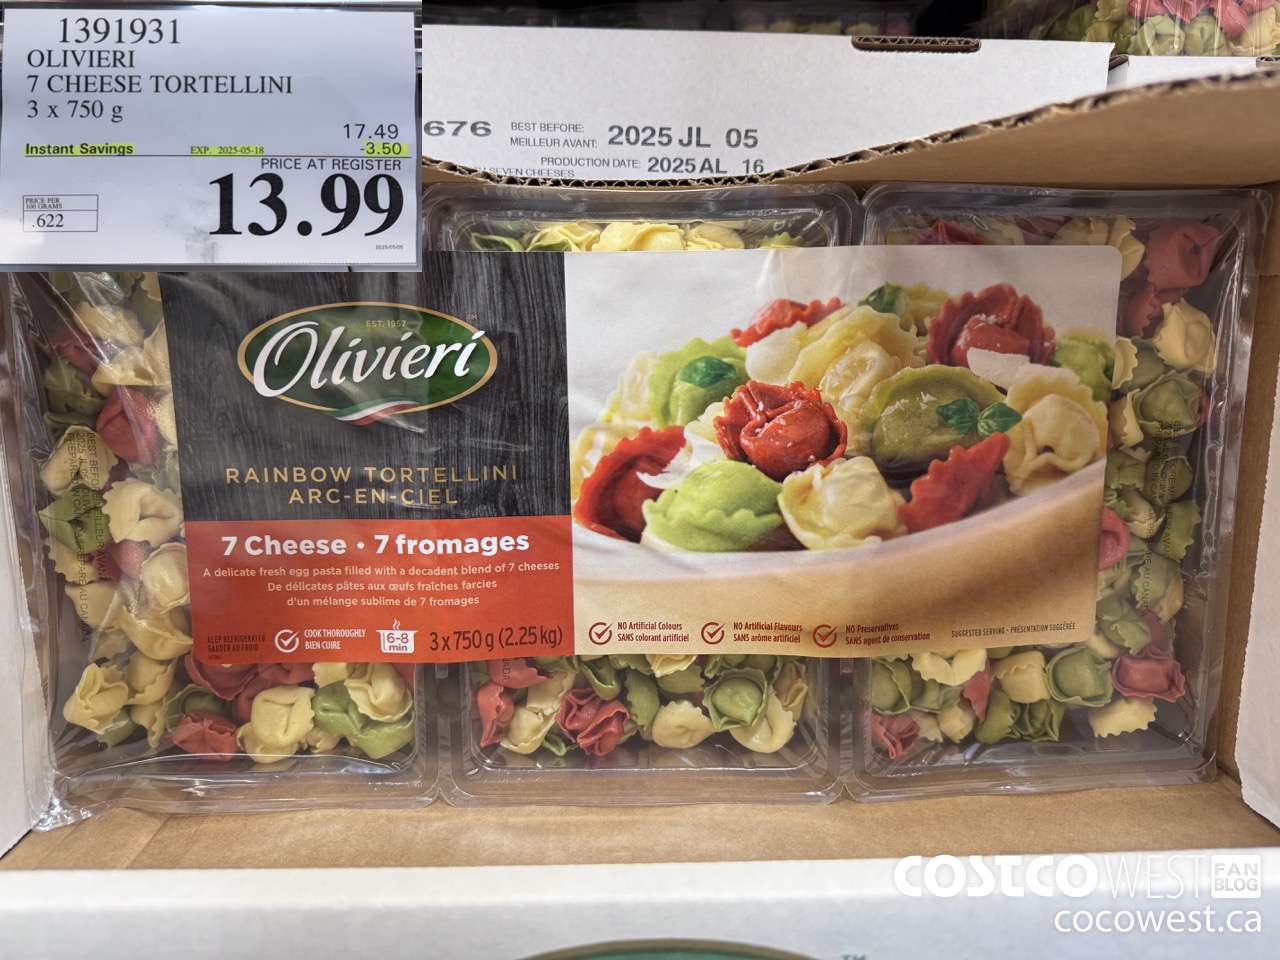 1391931
OLIVIERI
7 CHEESE TORTELLINI
3 x 750 g
17.49
Instant Savings EXP. 2025-05-18 -3.50
PRICE AT REGISTER
13.99
PRICE PER
100 GRAMS
.622
2025/05/05
676
BEST BEFORE: 2025 JL 05
MEILLEUR AVANT:
PRODUCTION DATE: 2025 AL 16
SEVEN CHEESES
EST. 1957
Olivieri
RAINBOW TORTELLINI
ARC-EN-CIEL
7 Cheese • 7 fromages
A delicate fresh egg pasta filled with a decadent blend of 7 cheeses
De délicates pâtes aux œufs fraîches farcies
d'un mélange sublime de 7 fromages
KEEP REFRIGERATED
GARDER AU FROID
COOK THOROUGHLY
BIEN CUIRE
6-8
min
3 x 750 g (2.25 kg)
NO Artificial Colours
SANS colorant artificiel
NO Artificial Flavours
SANS arôme artificiel
NO Preservatives
SANS agent de conservation
SUGGESTED SERVING - PRÉSENTATION SUGGÉRÉE
COSTCO WEST FAN BLOG
cocowest.ca